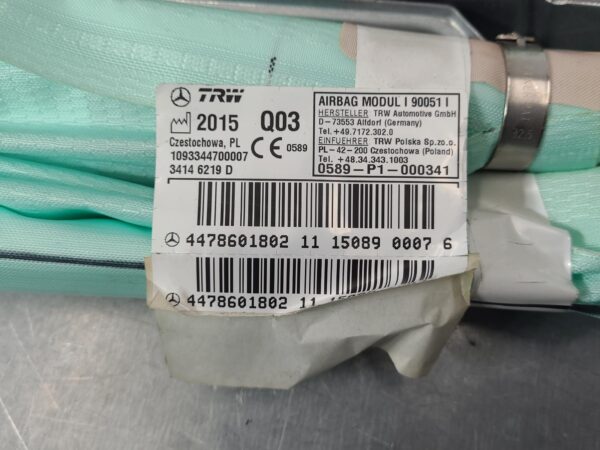 TRW
2015 Q03
Czestochowa, PL
1093344700007
3414 6219 D
CE 0589
AIRBAG MODUL I 90051 I
HERSTELLER TRW Automotive GmbH
D-73553 Alfdorf (Germany)
Tel.+49.7172.302.0
EINFUEHRER TRW Polska Sp.zo.o.
PL-42-200 Czestochowa (Poland)
Tel. +48.34.343.1003
0589-P1-000341
4478601802 11 15089 0007 6
4478601802 11